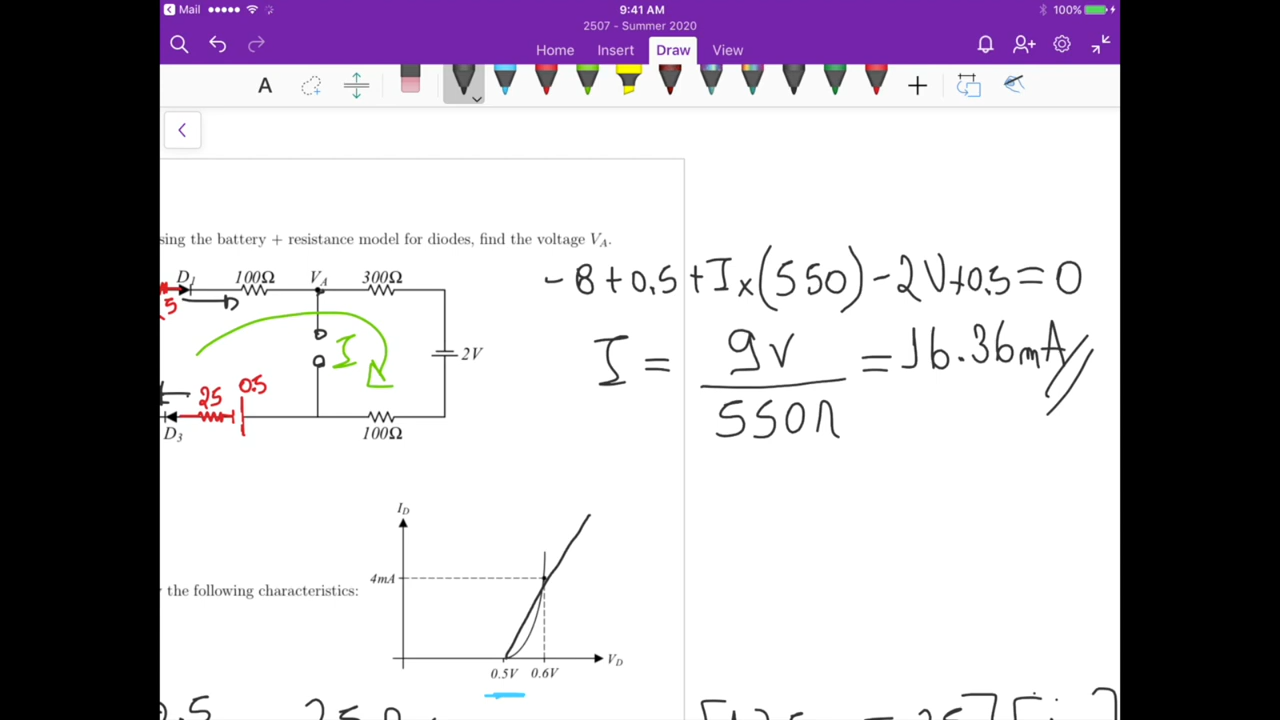 Mail 9:41 AM 100%
2507 - Summer 2020
Home Insert Draw View
A
sing the battery + resistance model for diodes, find the voltage VA.
D1 100Ω VA 300Ω
-8+0.5+I×(550)-2V+0.5=0
.5
I
2V
I = 9V/550Ω = 16.36mA//
25 0.5
D3 100Ω
ID
4mA
the following characteristics:
VD
0.5V 0.6V